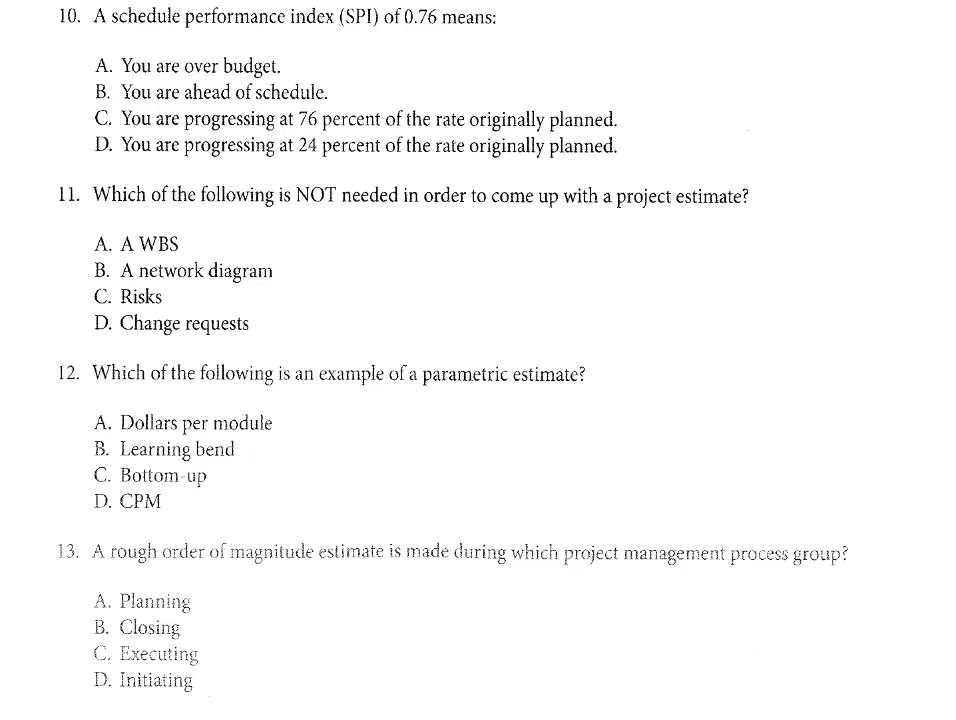 10. A schedule performance index (SPI) of 0.76 means:
A. You are over budget.
B. You are ahead of schedule.
C. You are progressing at 76 percent of the rate originally planned.
D. You are progressing at 24 percent of the rate originally planned.
11. Which of the following is NOT needed in order to come up with a project estimate?
A. A WBS
B. A network diagram
C. Risks
D. Change requests
12. Which of the following is an example of a parametric estimate?
A. Dollars per module
B. Learning bend
C. Bottom-up
D. CPM
13. A rough order of magnitude estimate is made during which project management process group?
A. Planning
B. Closing
C. Executing
D. Initiating